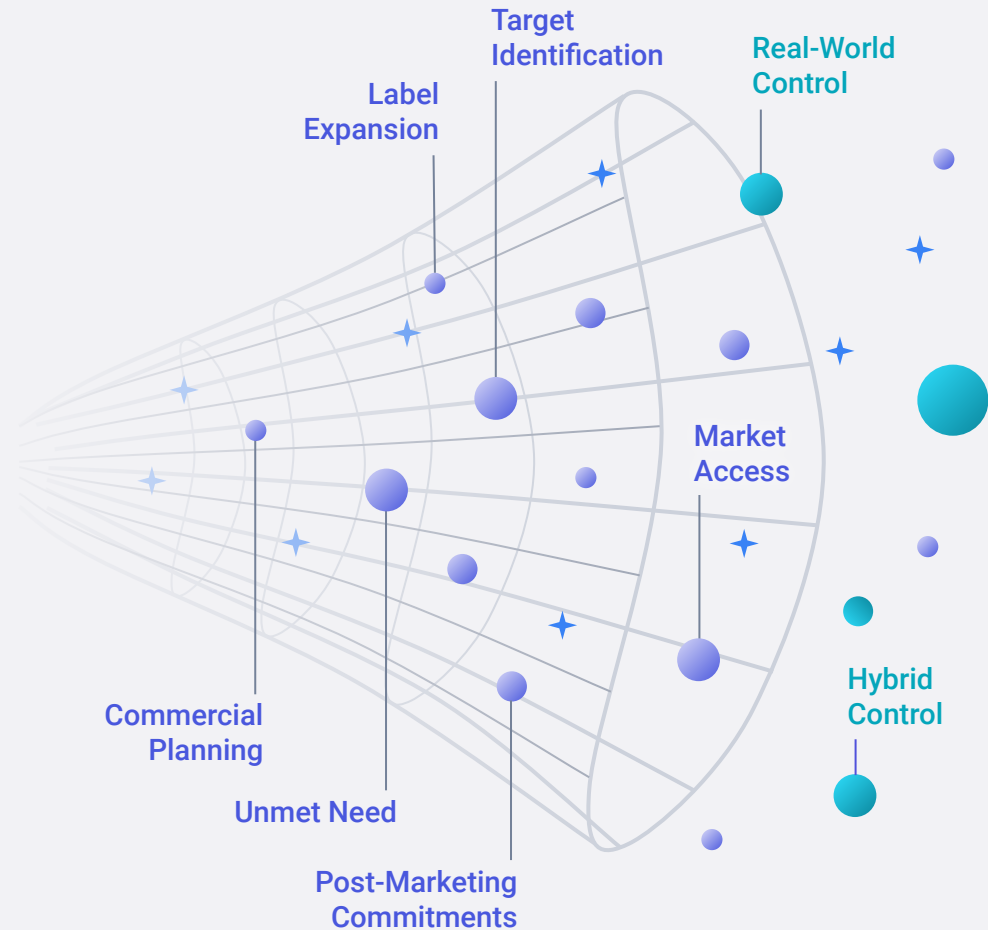 Target
Identification
Real-World
Control
Label
Expansion
Market
Access
Hybrid
Control
Commercial
Planning
Unmet Need
Post-Marketing
Commitments